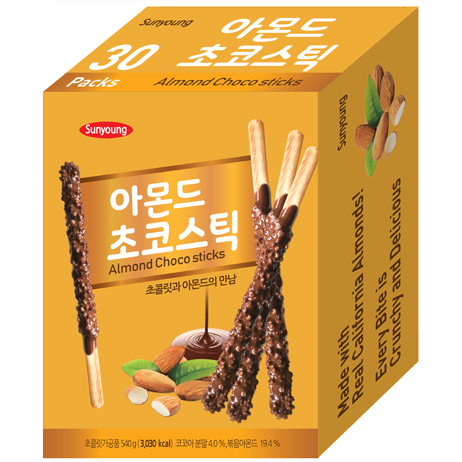 Sunyoung
30
Packs
아몬드
초코스틱
Almond Choco sticks
Sunyoung
아몬드
초코스틱
Almond Choco sticks
초콜릿과 아몬드의 만남
초콜릿가공품 540 g (3,030 kcal) 코코아 분말 4.0 %, 볶음아몬드 19.4 %
Sunyoung
Made with
Real California Almonds!
Every Bite is
Crunchy and Delicious